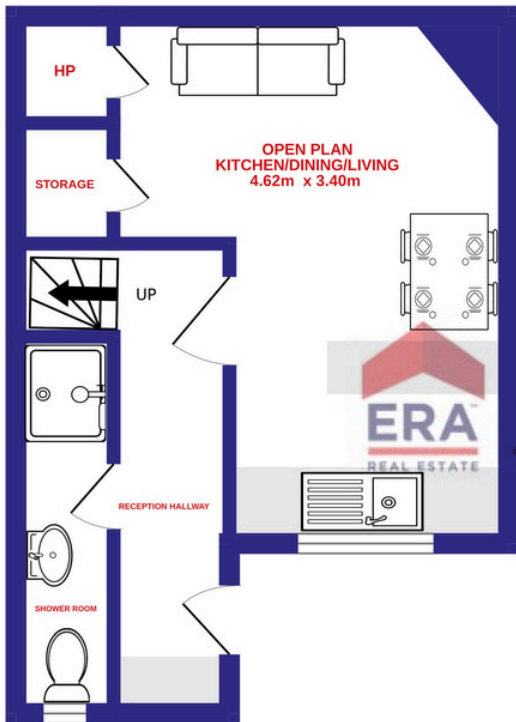 HP
OPEN PLAN
KITCHEN/DINING/LIVING
4.62m x 3.40m
STORAGE
UP
ERA
REAL ESTATE
RECEPTION HALLWAY
SHOWER ROOM